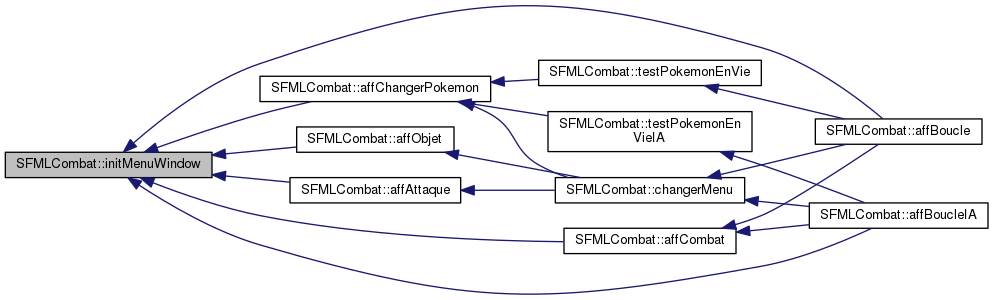 SFMLCombat::initMenuWindow
SFMLCombat::affChangerPokemon
SFMLCombat::affObjet
SFMLCombat::affAttaque
SFMLCombat::testPokemonEnVie
SFMLCombat::testPokemonEn
VieIA
SFMLCombat::changerMenu
SFMLCombat::affCombat
SFMLCombat::affBoucle
SFMLCombat::affBoucleIA